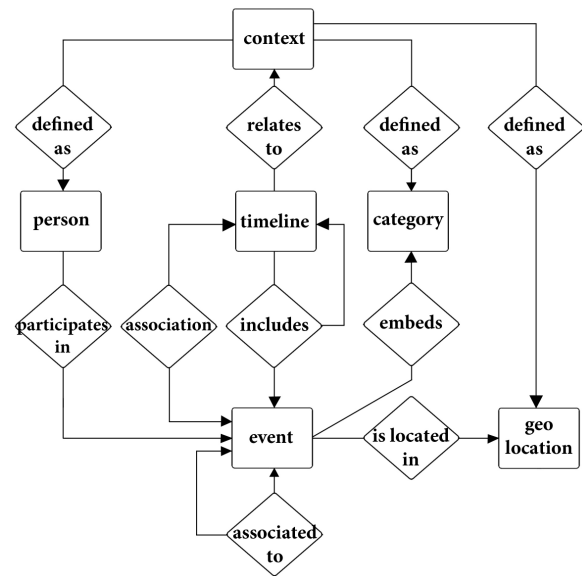 context
defined
as
relates
to
defined
as
defined
as
person
timeline
category
participates
in
association
includes
embeds
event
is located
in
geo
location
associated
to